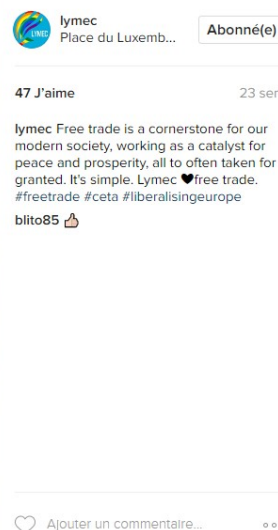 LYMEC
lymec
Place du Luxemb...
Abonné(e)
47 J'aime
23 ser
lymec Free trade is a cornerstone for our
modern society, working as a catalyst for
peace and prosperity, all to often taken for
granted. It's simple. Lymec ♥free trade.
#freetrade #ceta #liberalisingeurope
blito85 👍
Ajouter un commentaire...